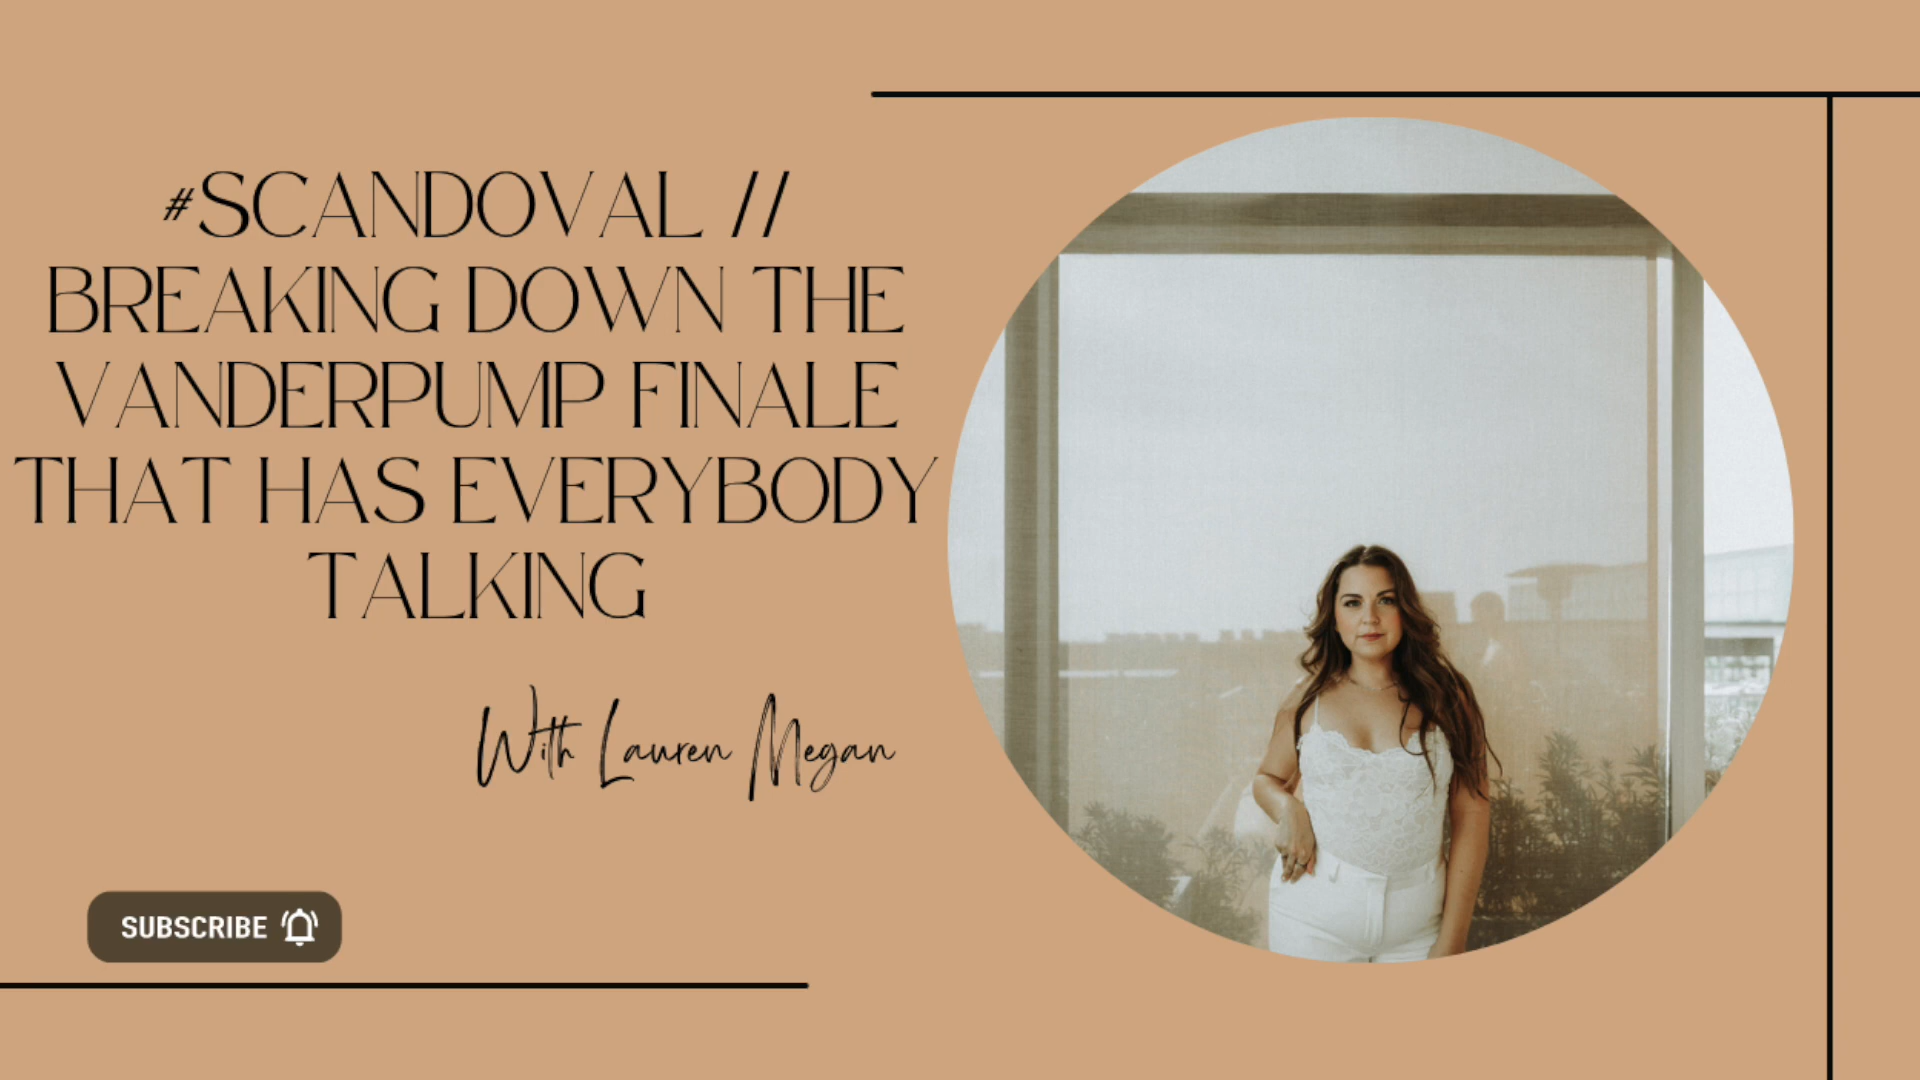 #SCANDOVAL //
BREAKING DOWN THE
VANDERPUMP FINALE
THAT HAS EVERYBODY
TALKING
With Lauren Megan
SUBSCRIBE